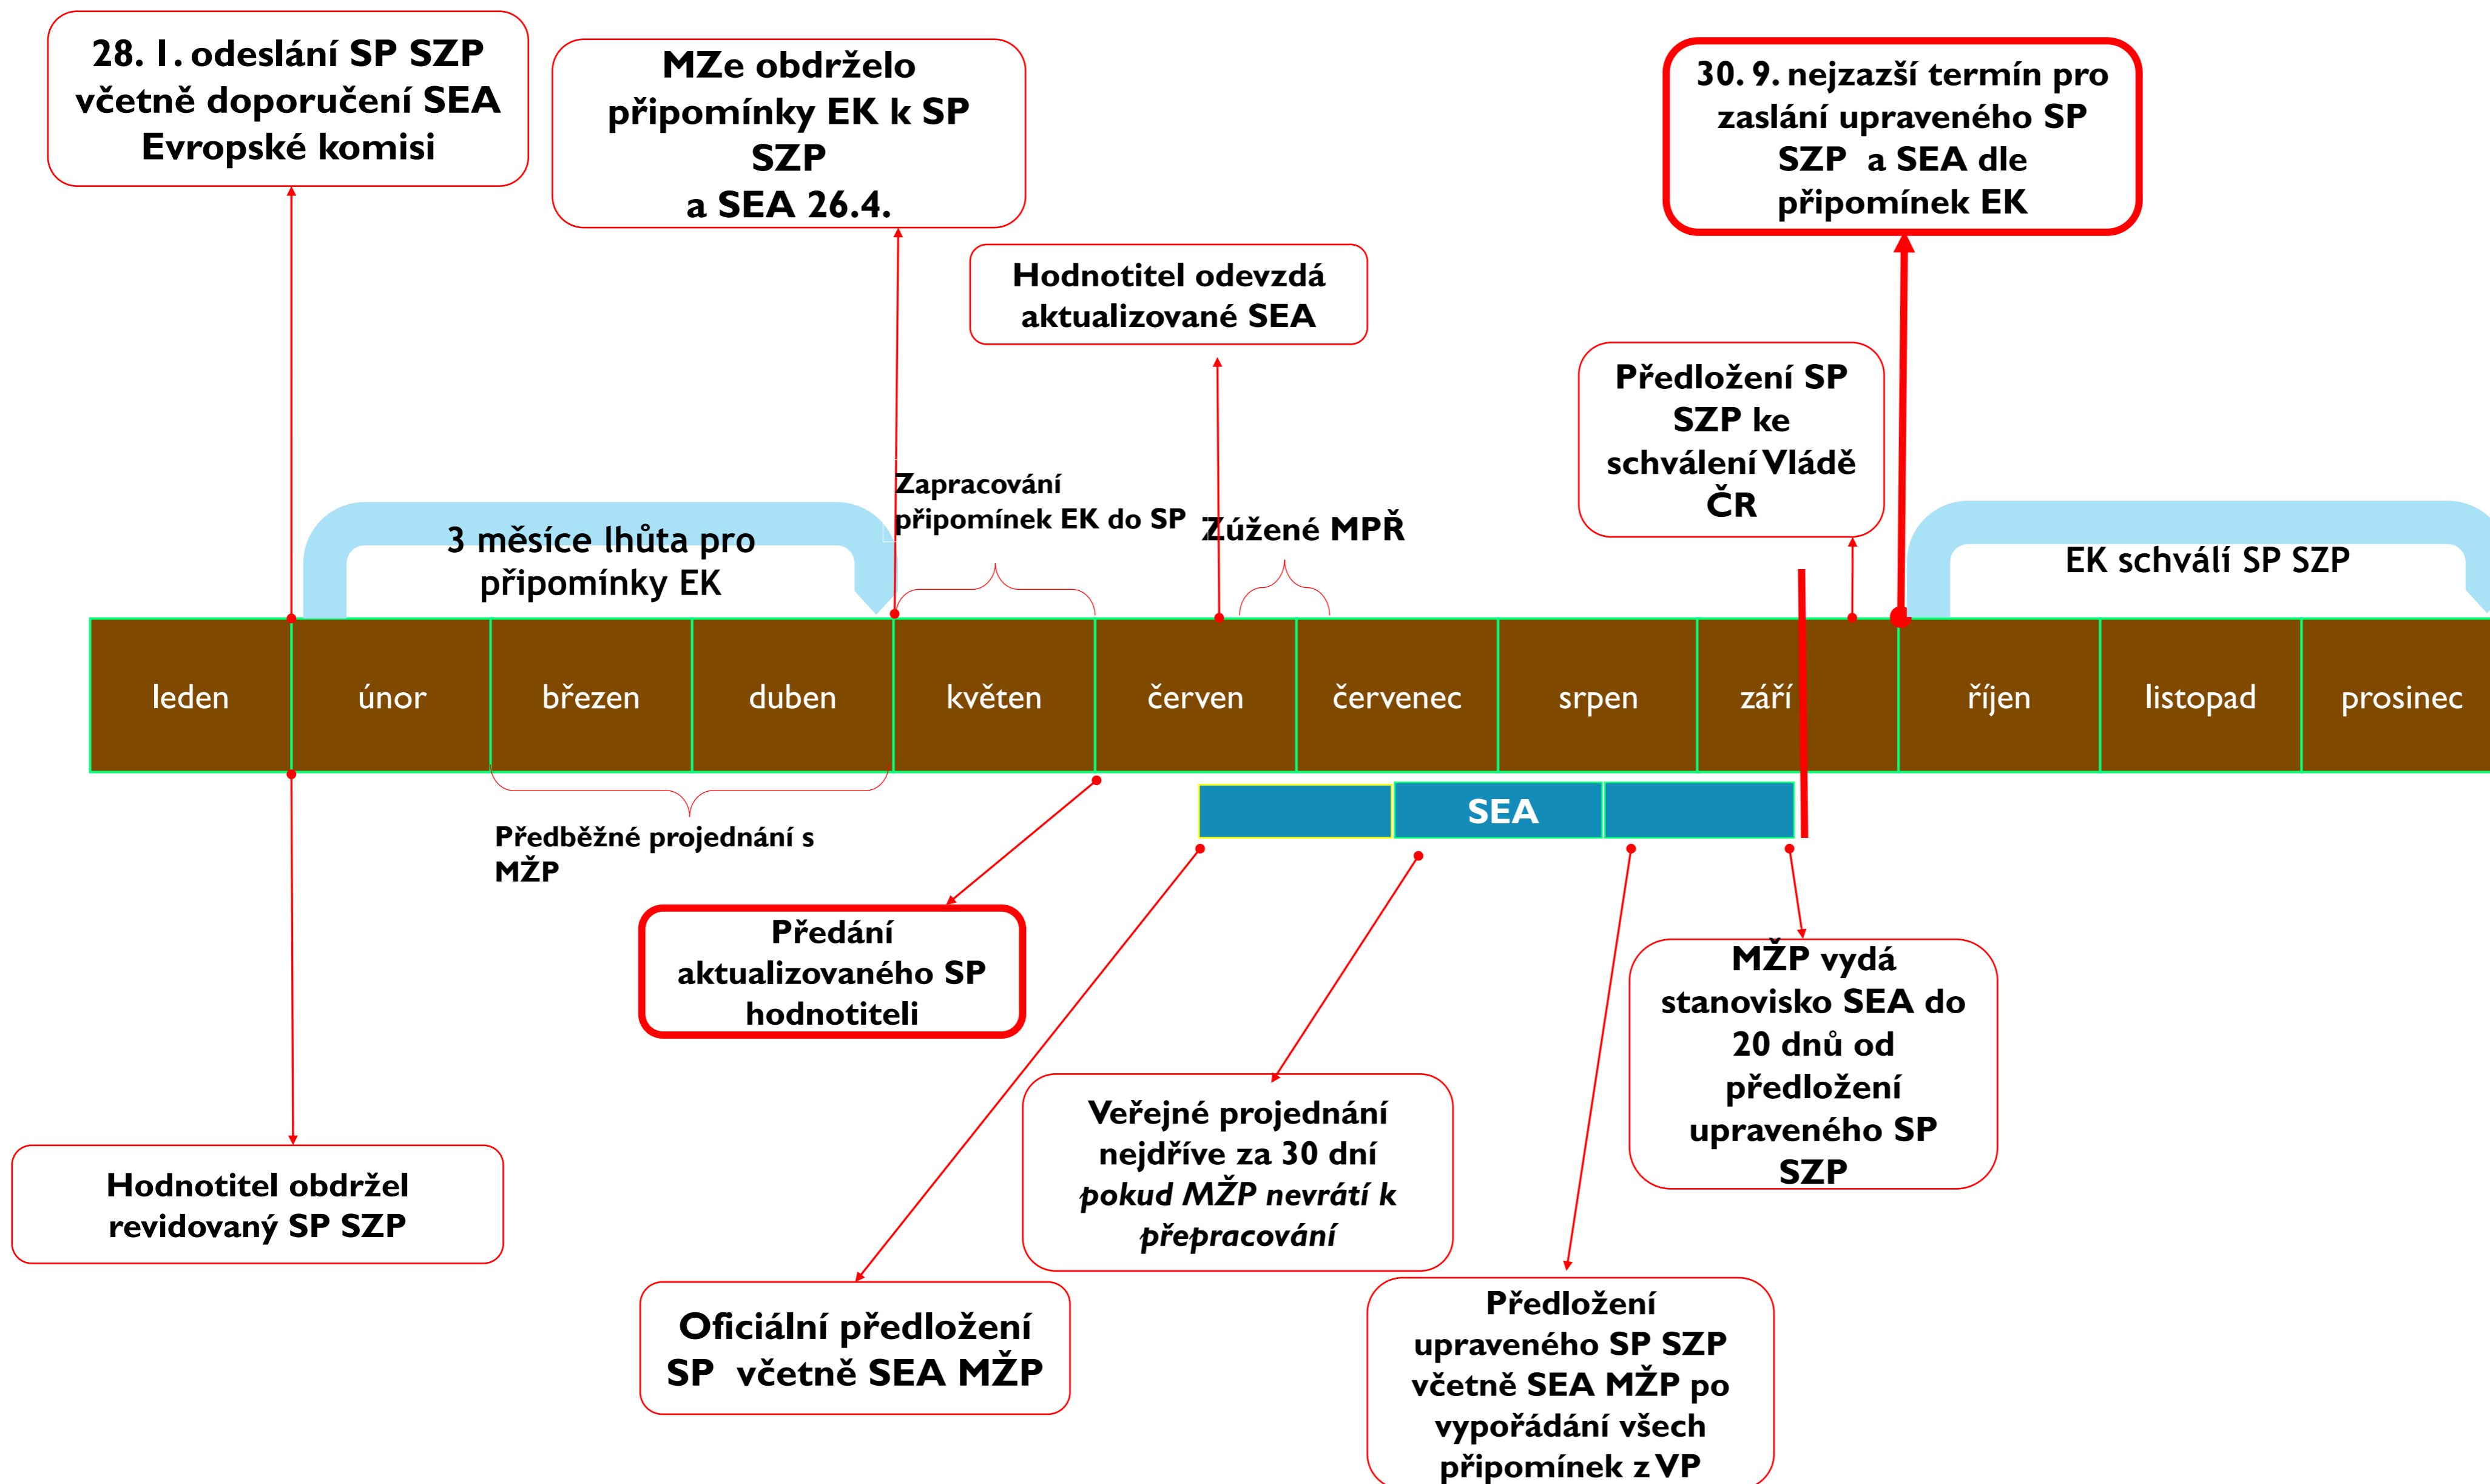 28. 1. odeslání SP SZP
včetně doporučení SEA
Evropské komisi
MZe obdrželo
připomínky EK k SP
SZP
a SEA 26.4.
30. 9. nejzazší termín pro
zaslání upraveného SP
SZP a SEA dle
připomínek EK
Hodnotitel odevzdá
aktualizované SEA
Předložení SP
SZP ke
schválení Vládě
ČR
Zapracování
připomínek EK do SP
Zúžené MPŘ
3 měsíce lhůta pro
připomínky EK
EK schválí SP SZP
leden
únor
březen
duben
květen
červen
červenec
srpen
září
říjen
listopad
prosinec
SEA
Předběžné projednání s
MŽP
Předání
aktualizovaného SP
hodnotiteli
MŽP vydá
stanovisko SEA do
20 dnů od
předložení
upraveného SP
SZP
Veřejné projednání
nejdříve za 30 dní
pokud MŽP nevrátí k
přepracování
Hodnotitel obdržel
revidovaný SP SZP
Oficiální předložení
SP včetně SEA MŽP
Předložení
upraveného SP SZP
včetně SEA MŽP po
vypořádání všech
připomínek z VP